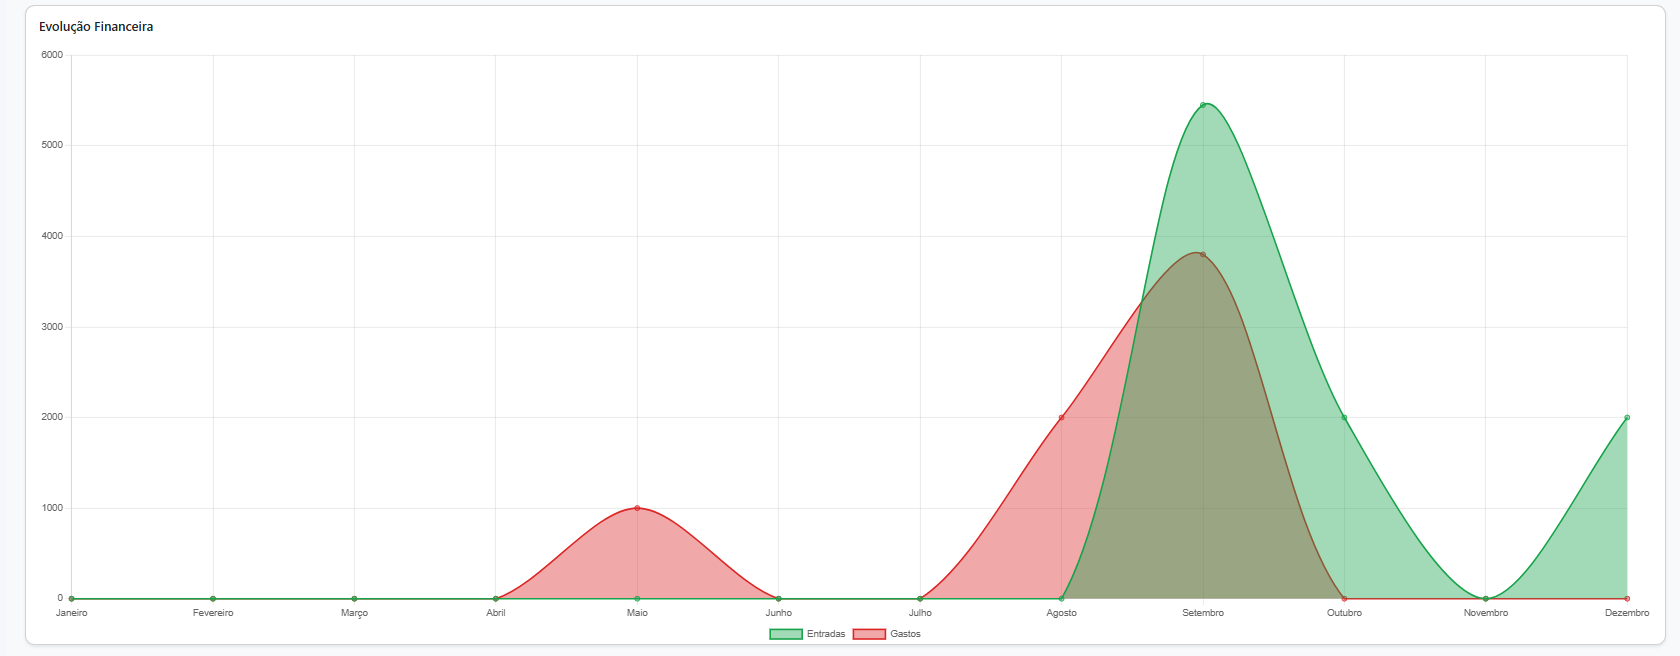 Evolução Financeira
6000
5000
4000
3000
2000
1000
0
Janeiro Fevereiro Março Abril Maio Junho Julho Agosto Setembro Outubro Novembro Dezembro
Entradas Gastos